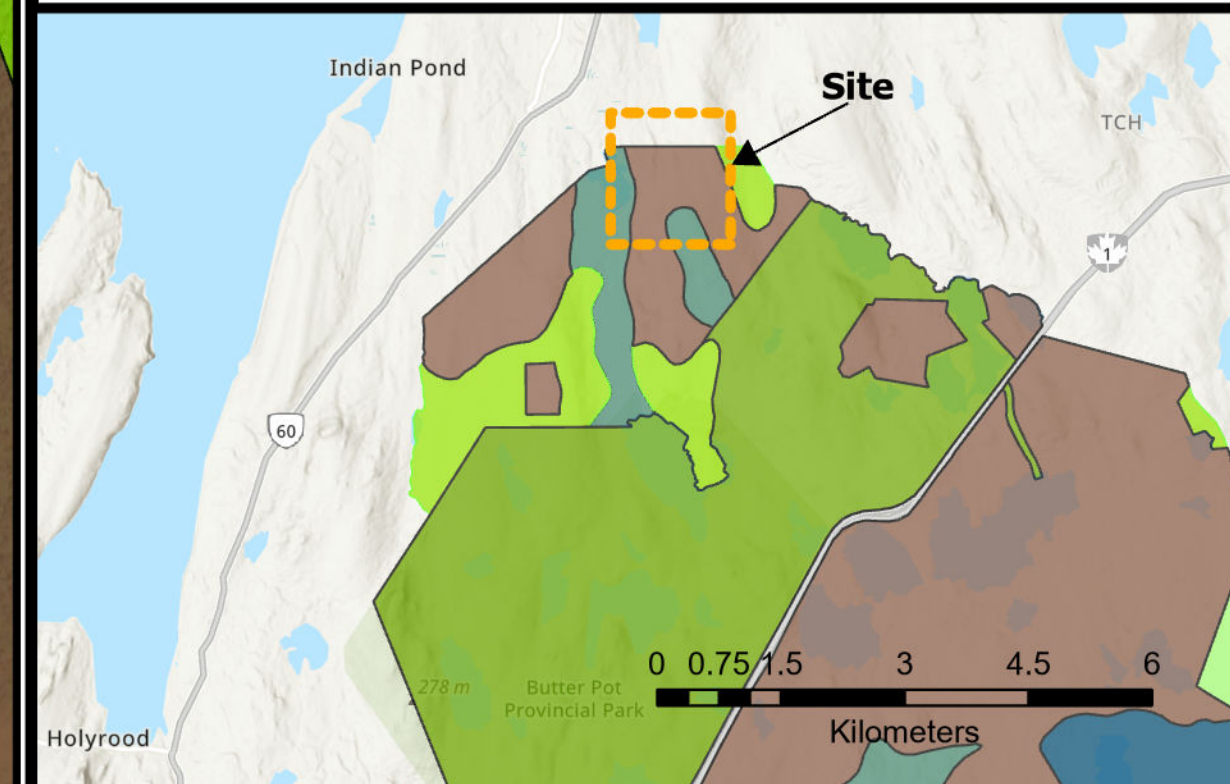 Indian Pond
Site
TCH
1
60
0 0.75 1.5 3 4.5 6
Kilometers
278 m
Butter Pot
Provincial Park
Holyrood